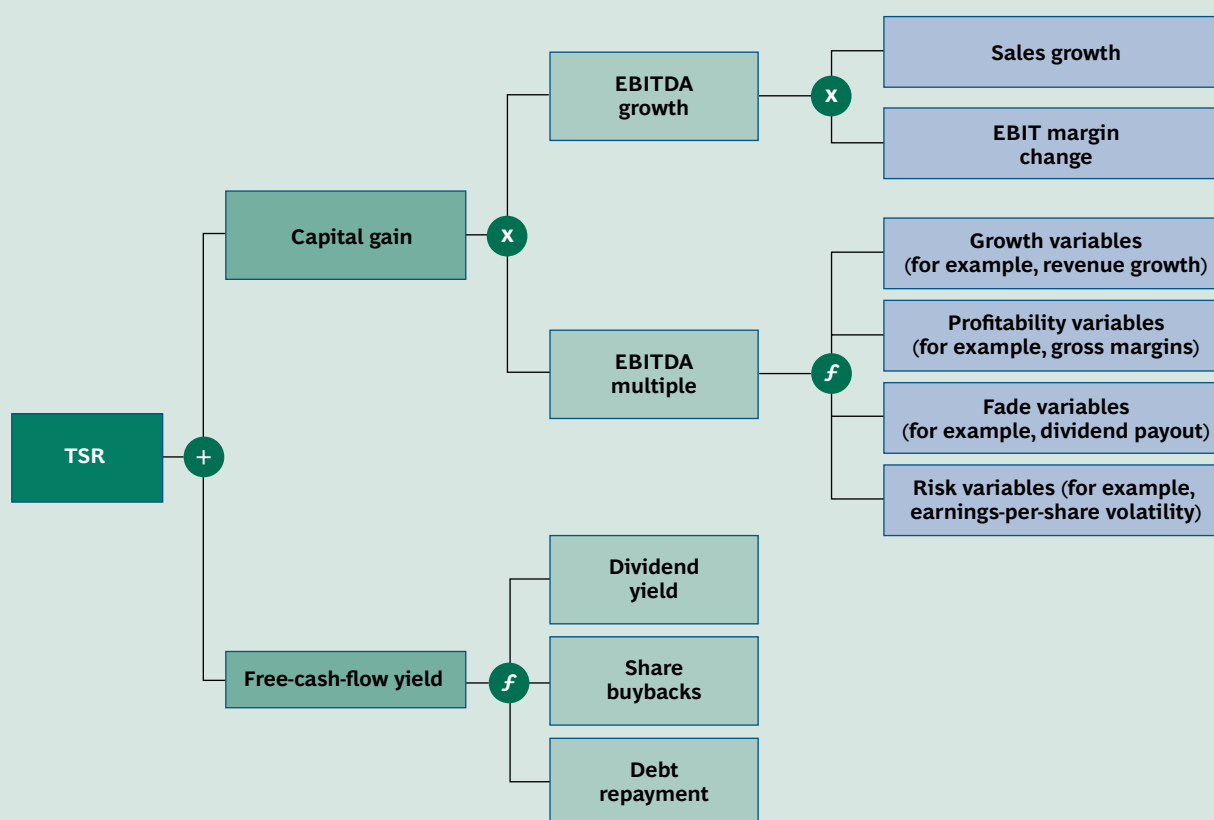 Sales growth
EBITDA
growth
x
EBIT margin
change
Capital gain
x
Growth variables
(for example, revenue growth)
Profitability variables
(for example, gross margins)
EBITDA
multiple
f
Fade variables
(for example, dividend payout)
TSR
+
Risk variables (for example,
earnings-per-share volatility)
Dividend
yield
Free-cash-flow yield
f
Share
buybacks
Debt
repayment